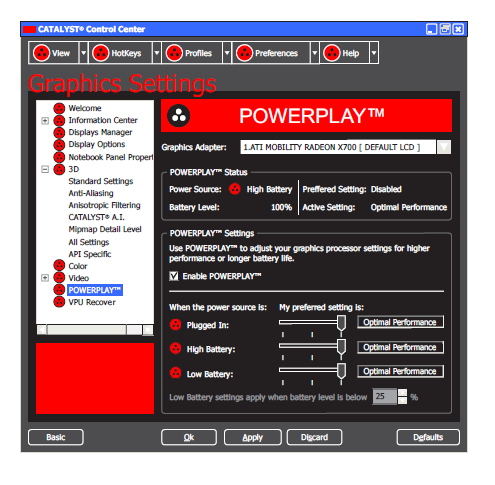 CATALYST® Control Center
View HotKeys Profiles Preferences Help
Graphics Settings
Welcome
Information Center
Displays Manager
Display Options
Notebook Panel Propert
3D
Standard Settings
Anti-Aliasing
Anisotropic Filtering
CATALYST® A.I.
Mipmap Detail Level
All Settings
API Specific
Color
Video
POWERPLAY™
VPU Recover
POWERPLAY™
Graphics Adapter: 1.ATI MOBILITY RADEON X700 [ DEFAULT LCD ]
POWERPLAY™ Status
Power Source: High Battery Preffered Setting: Disabled
Battery Level: 100% Active Setting: Optimal Performance
POWERPLAY™ Settings
Use POWERPLAY™ to adjust your graphics processor settings for higher
performance or longer battery life.
Enable POWERPLAY™
When the power source is: My preferred setting is:
Plugged In: Optimal Performance
High Battery: Optimal Performance
Low Battery: Optimal Performance
Low Battery settings apply when battery level is below 25 %
Basic Ok Apply Discard Defaults